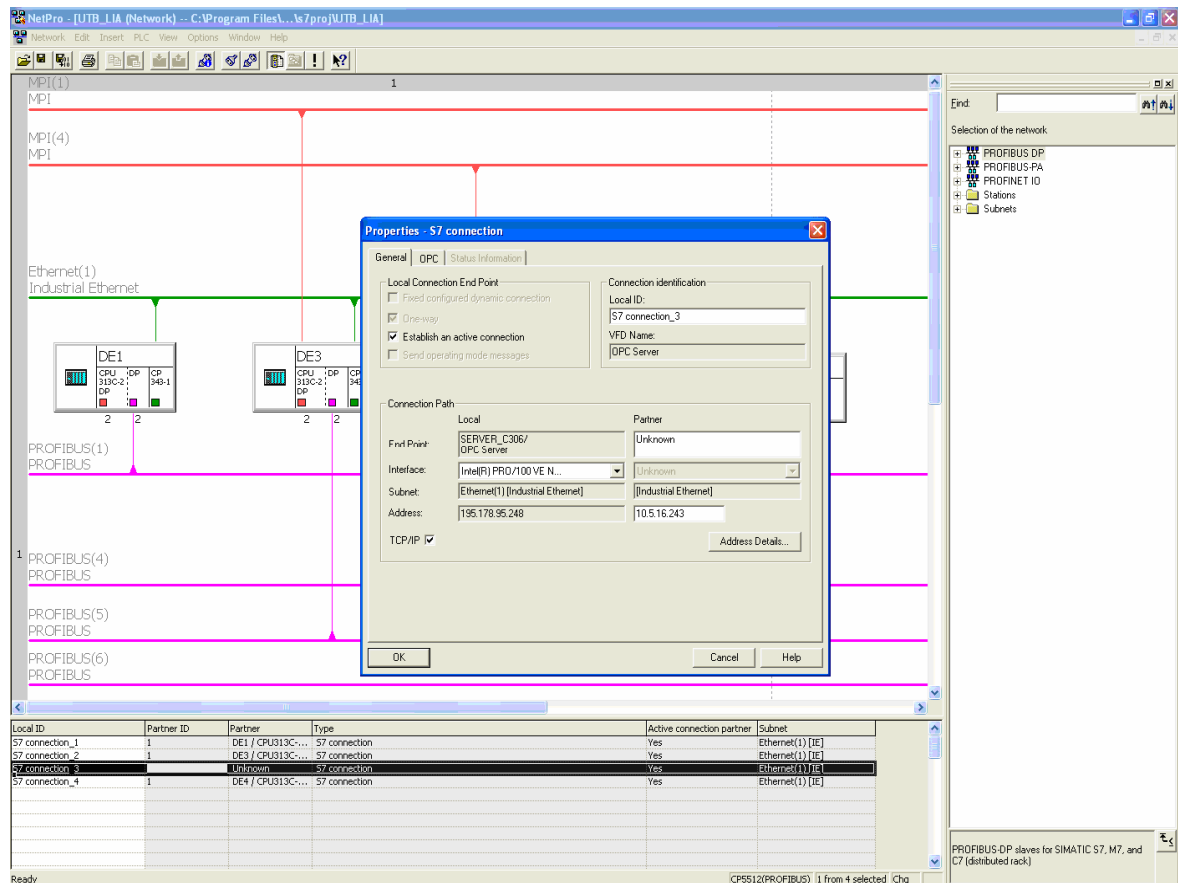 NetPro - [UTB_LIA (Network) -- C:\Program Files\...\s7proj\UTB_LIA]
Network Edit Insert PLC View Options Window Help
MPI(1)
1
MPI
MPI(4)
MPI
Ethernet(1)
Industrial Ethernet
DE1
CPU 313C-2 DP
DP
CP 343-1
2 2
DE3
CPU 313C-2 DP
DP
2 2
PROFIBUS(1)
PROFIBUS
1
PROFIBUS(4)
PROFIBUS
PROFIBUS(5)
PROFIBUS
PROFIBUS(6)
PROFIBUS
Properties - S7 connection
General OPC Status Information
Local Connection End Point
Fixed configured dynamic connection
One-way
Establish an active connection
Send operating mode messages
Connection identification
Local ID:
S7 connection_3
VFD Name:
OPC Server
Connection Path
Local Partner
End Point: SERVER_C306/ OPC Server Unknown
Interface: Intel(R) PRO/100 VE N... Unknown
Subnet: Ethernet(1) [Industrial Ethernet] [Industrial Ethernet]
Address: 195.178.95.248 10.5.16.243
TCP/IP
Address Details...
OK Cancel Help
Find:
Selection of the network
PROFIBUS DP
PROFIBUS-PA
PROFINET IO
Stations
Subnets
Local ID Partner ID Partner Type Active connection partner Subnet
S7 connection_1 1 DE1 / CPU313C-... S7 connection Yes Ethernet(1) [IE]
S7 connection_2 1 DE3 / CPU313C-... S7 connection Yes Ethernet(1) [IE]
S7 connection_3 Unknown S7 connection Yes Ethernet(1) [IE]
S7 connection_4 1 DE4 / CPU313C-... S7 connection Yes Ethernet(1) [IE]
PROFIBUS-DP slaves for SIMATIC S7, M7, and
C7 (distributed rack)
Ready CP5512(PROFIBUS) 1 from 4 selected Chg